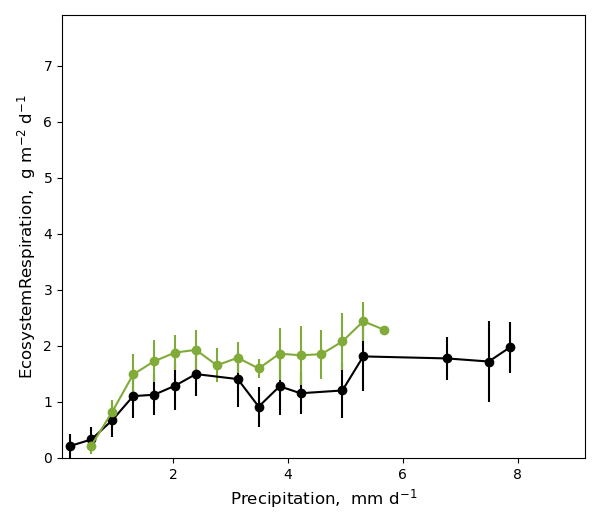 7
6
5
4
3
2
1
0
EcosystemRespiration, g m⁻² d⁻¹
2 4 6 8
Precipitation, mm d⁻¹